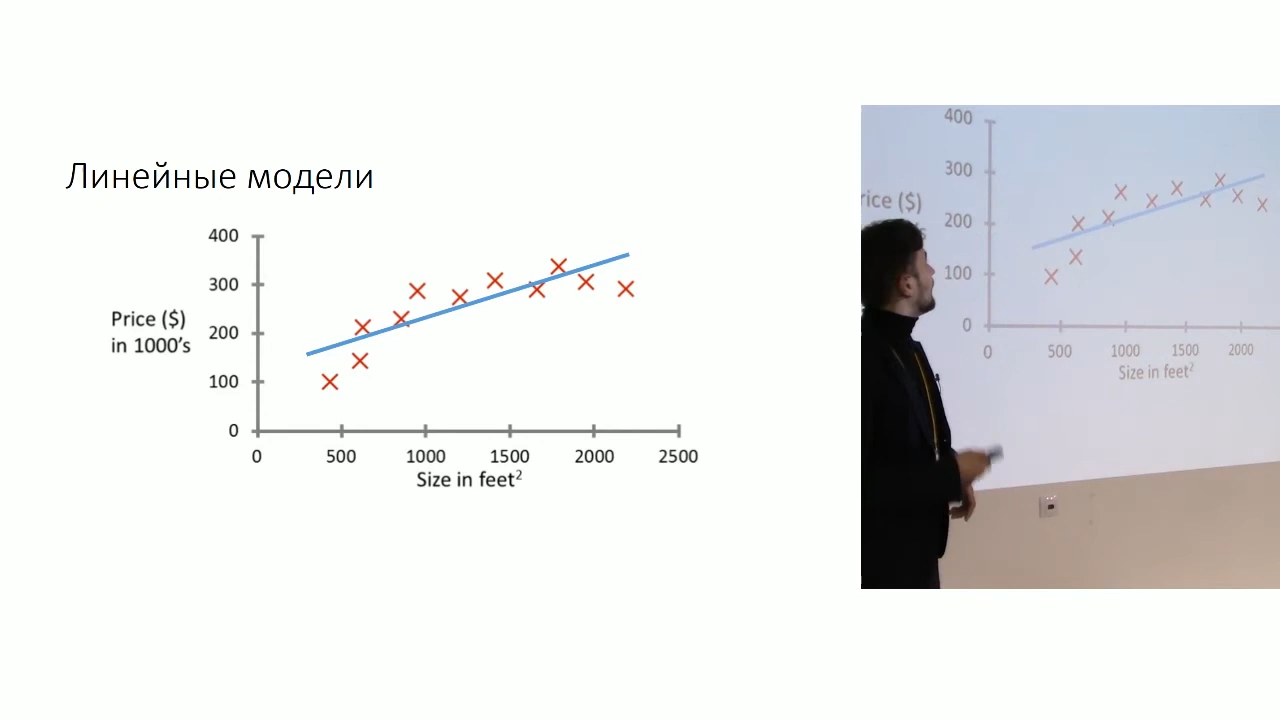 Линейные модели
400
300
200
100
0
Price ($)
in 1000’s
0 500 1000 1500 2000 2500
Size in feet²
400
300
200
100
0
($)
0 500 1000 1500 2000
Size in feet²